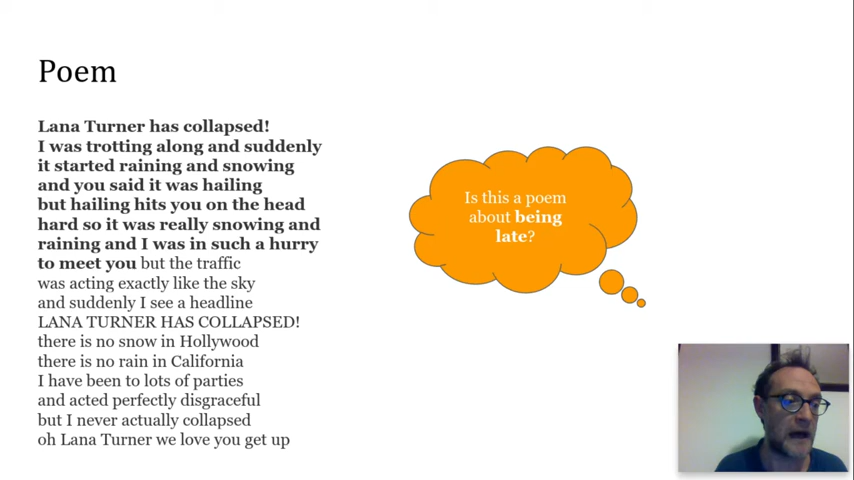 Poem
Lana Turner has collapsed!
I was trotting along and suddenly
it started raining and snowing
and you said it was hailing
but hailing hits you on the head
hard so it was really snowing and
raining and I was in such a hurry
to meet you but the traffic
was acting exactly like the sky
and suddenly I see a headline
LANA TURNER HAS COLLAPSED!
there is no snow in Hollywood
there is no rain in California
I have been to lots of parties
and acted perfectly disgraceful
but I never actually collapsed
oh Lana Turner we love you get up
Is this a poem
about being
late?